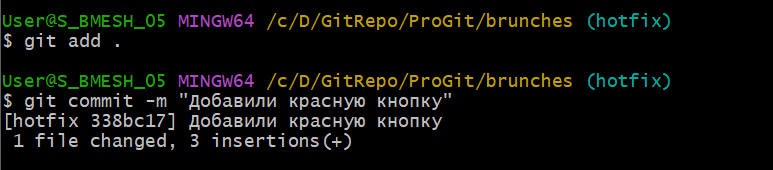 User@S_BMESH_05 MINGW64 /c/D/GitRepo/ProGit/brunches (hotfix)
$ git add .
User@S_BMESH_05 MINGW64 /c/D/GitRepo/ProGit/brunches (hotfix)
$ git commit -m "Добавили красную кнопку"
[hotfix 338bc17] Добавили красную кнопку
 1 file changed, 3 insertions(+)